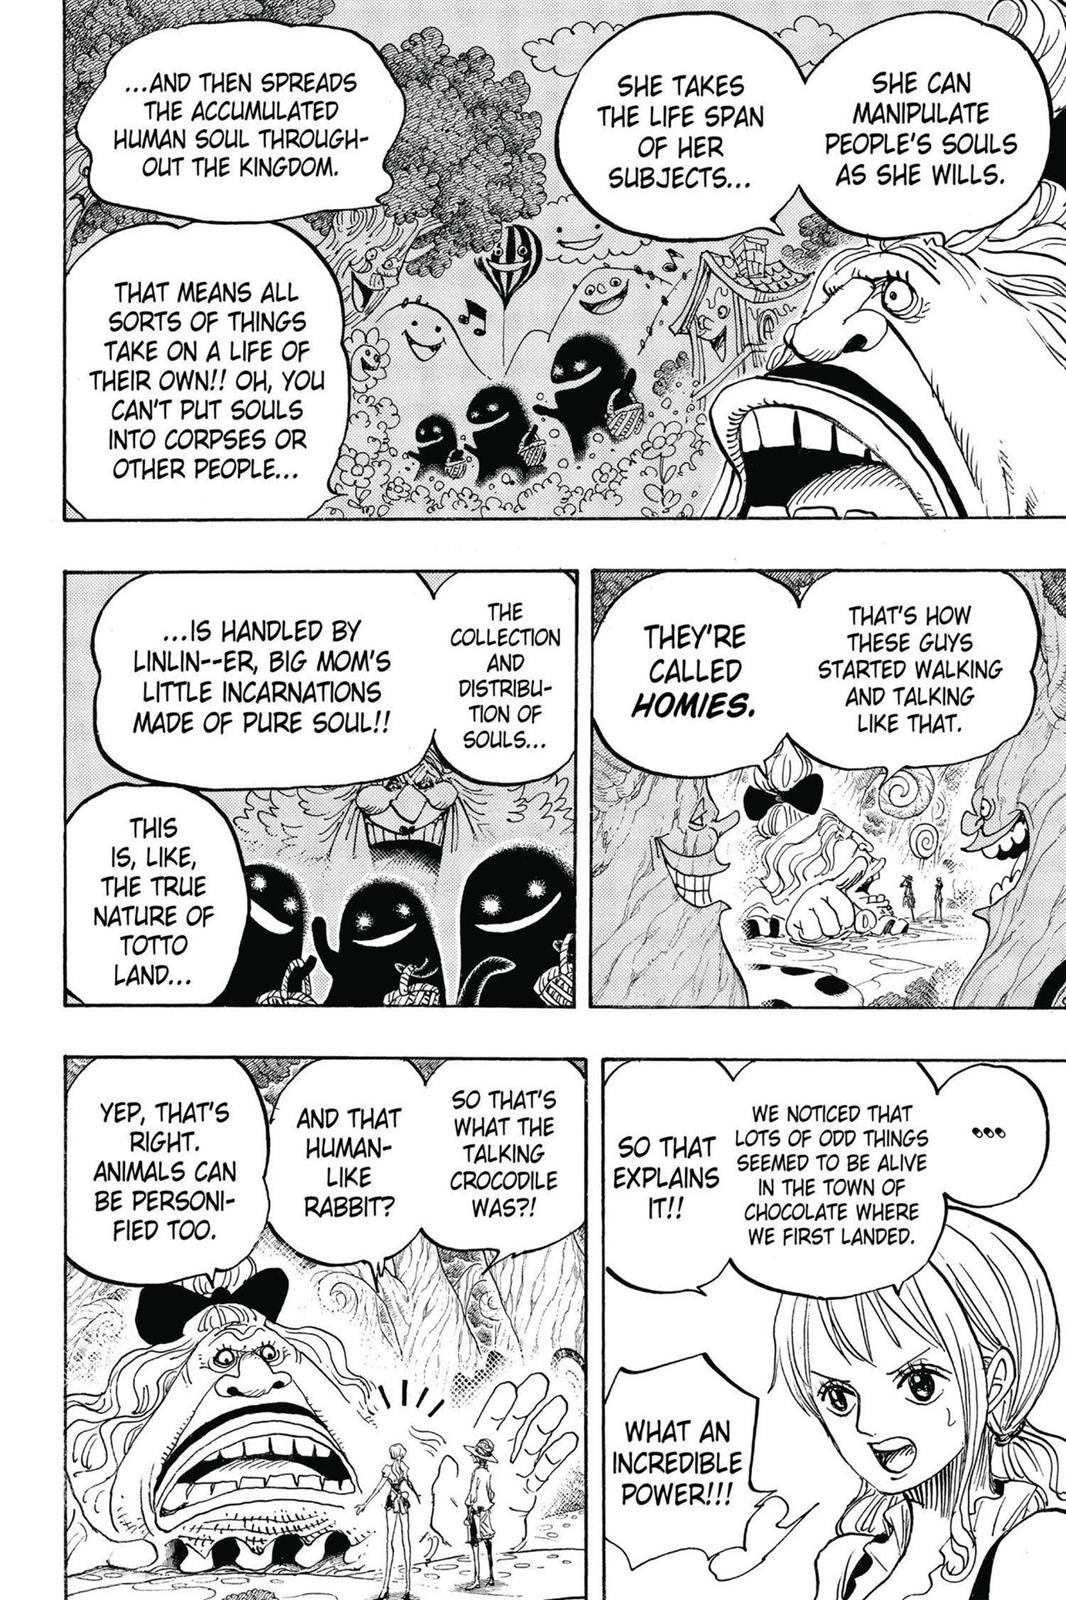 SHE CAN
MANIPULATE
PEOPLE'S SOULS
AS SHE WILLS.
SHE TAKES
THE LIFE SPAN
OF HER
SUBJECTS...
...AND THEN SPREADS
THE ACCUMULATED
HUMAN SOUL THROUGH-
OUT THE KINGDOM.
THAT MEANS ALL
SORTS OF THINGS
TAKE ON A LIFE OF
THEIR OWN!! OH, YOU
CAN'T PUT SOULS
INTO CORPSES OR
OTHER PEOPLE...
THAT'S HOW
THESE GUYS
STARTED WALKING
AND TALKING
LIKE THAT.
THEY'RE
CALLED
HOMIES.
THE
COLLECTION
AND
DISTRIBU-
TION OF
SOULS...
...IS HANDLED BY
LINLIN--ER, BIG MOM'S
LITTLE INCARNATIONS
MADE OF PURE SOUL!!
THIS
IS, LIKE,
THE TRUE
NATURE OF
TOTTO
LAND...
...
WE NOTICED THAT
LOTS OF ODD THINGS
SEEMED TO BE ALIVE
IN THE TOWN OF
CHOCOLATE WHERE
WE FIRST LANDED.
SO THAT
EXPLAINS
IT!!
WHAT AN
INCREDIBLE
POWER!!!
SO THAT'S
WHAT THE
TALKING
CROCODILE
WAS?!
AND THAT
HUMAN-
LIKE
RABBIT?
YEP, THAT'S
RIGHT.
ANIMALS CAN
BE PERSONI-
FIED TOO.